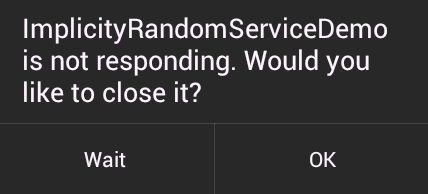 ImplicityRandomServiceDemo
is not responding. Would you
like to close it?
Wait
OK